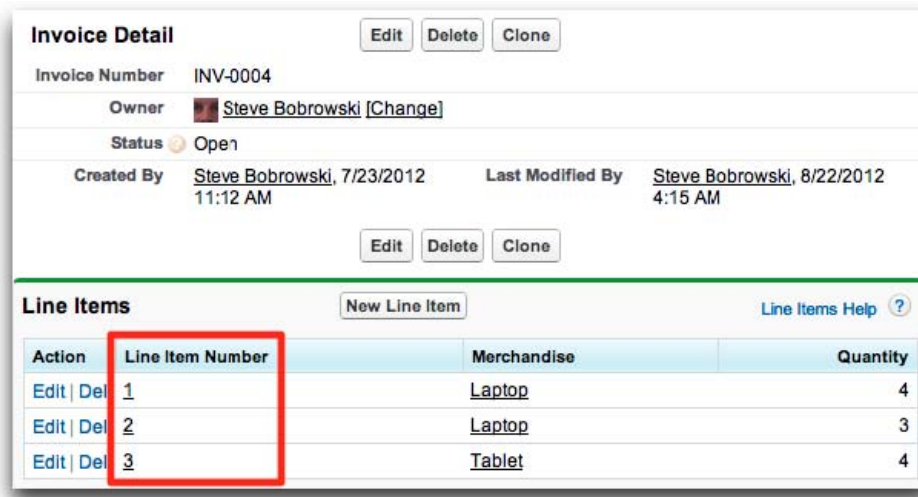 Invoice Detail Edit Delete Clone
Invoice Number INV-0004
Owner Steve Bobrowski [Change]
Status ? Open
Created By Steve Bobrowski, 7/23/2012 Last Modified By Steve Bobrowski, 8/22/2012
11:12 AM 4:15 AM
Edit Delete Clone
Line Items New Line Item Line Items Help ?
Action Line Item Number Merchandise Quantity
Edit | Del 1 Laptop 4
Edit | Del 2 Laptop 3
Edit | Del 3 Tablet 4